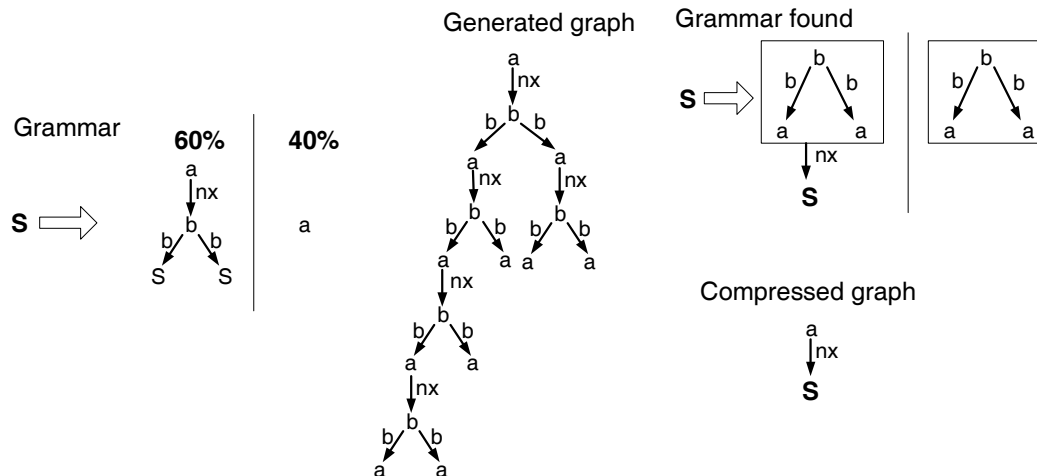 Grammar
60%
40%
S
a
nx
b
b b
S S
a
Generated graph
a
nx
b
b b
a a
nx nx
b b
b b b b
a a a a
nx
b
b b
a a
nx
b
b b
a a
Grammar found
S
b
b b
a a
nx
S
b
b b
a a
Compressed graph
a
nx
S